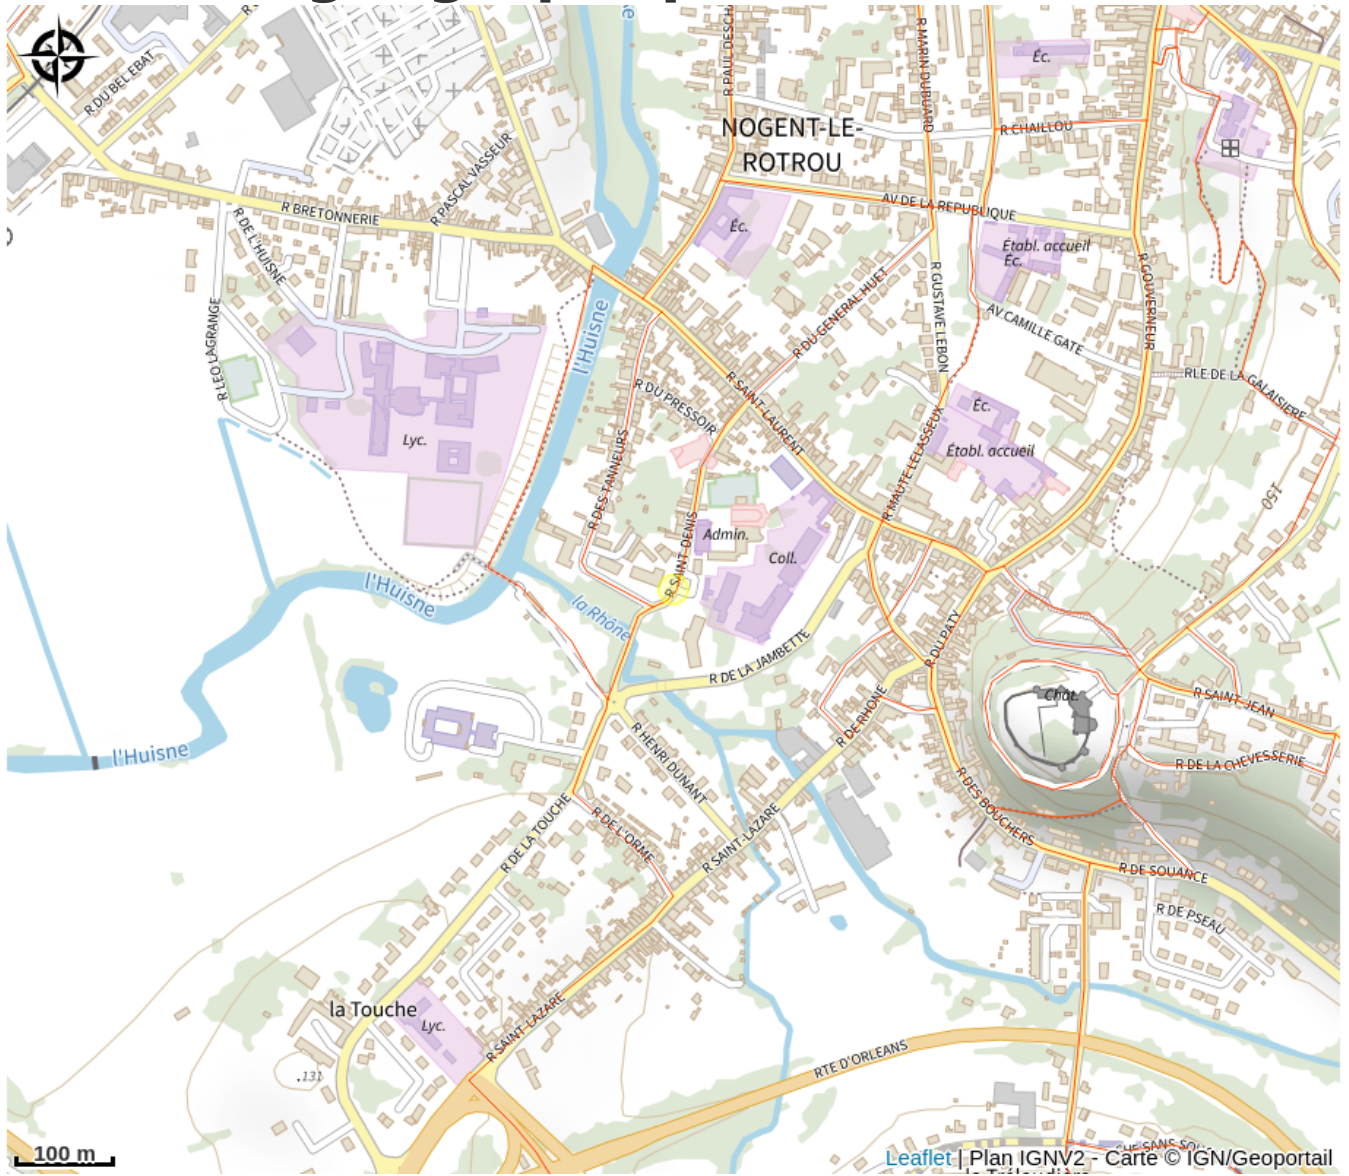 R DU BEL EBAT
R PAUL DESCH
R MARIN DUBUARD
Éc.
NOGENT-LE-
ROTROU
R CHAILLOU
R PASCAL VASSEUR
R BRETONNERIE
AV DE LA REPUBLIQUE
Éc.
Établ. accueil
Éc.
R DE L'HUISNE
R LEO LAGRANGE
l'Huisne
R DU GENERAL HUET
R GUSTAVE LEBON
R GOUVERNEUR
AV CAMILLE GATE
RLE DE LA GALAISIERE
R DU PRESSOIR
R SAINT-LAURENT
Éc.
Lyc.
Établ. accueil
R MAUTE LELASSEUX
R DES TANNEURS
150
R SAINT DENIS
Admin.
Coll.
l'Huisne
la Rhône
R DU PATY
R DE LA JAMBETTE
Chât.
R SAINT-JEAN
R DE RHONE
l'Huisne
R HENRI DUNANT
R DE LA CHEVESSERIE
R DES BOUCHERS
R DE LA TOUCHE
R DE L'ORME
R SAINT-LAZARE
R DE SOUANCE
R DE PSEAU
la Touche
Lyc.
R SAINT-LAZARE
RTE D'ORLEANS
131
100 m
Leaflet | Plan IGNV2 - Carte © IGN/Geoportail